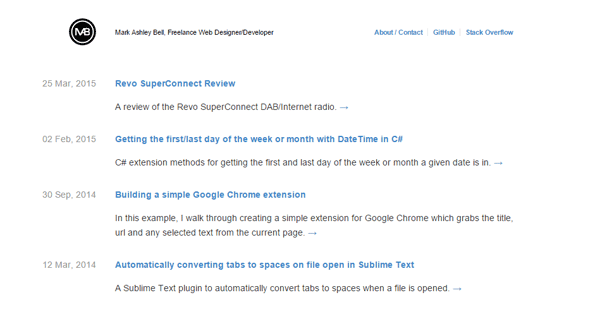 MAB
Mark Ashley Bell, Freelance Web Designer/Developer
About / Contact GitHub Stack Overflow
25 Mar, 2015 Revo SuperConnect Review
A review of the Revo SuperConnect DAB/Internet radio. →
02 Feb, 2015 Getting the first/last day of the week or month with DateTime in C#
C# extension methods for getting the first and last day of the week or month a given date is in. →
30 Sep, 2014 Building a simple Google Chrome extension
In this example, I walk through creating a simple extension for Google Chrome which grabs the title,
url and any selected text from the current page. →
12 Mar, 2014 Automatically converting tabs to spaces on file open in Sublime Text
A Sublime Text plugin to automatically convert tabs to spaces when a file is opened. →